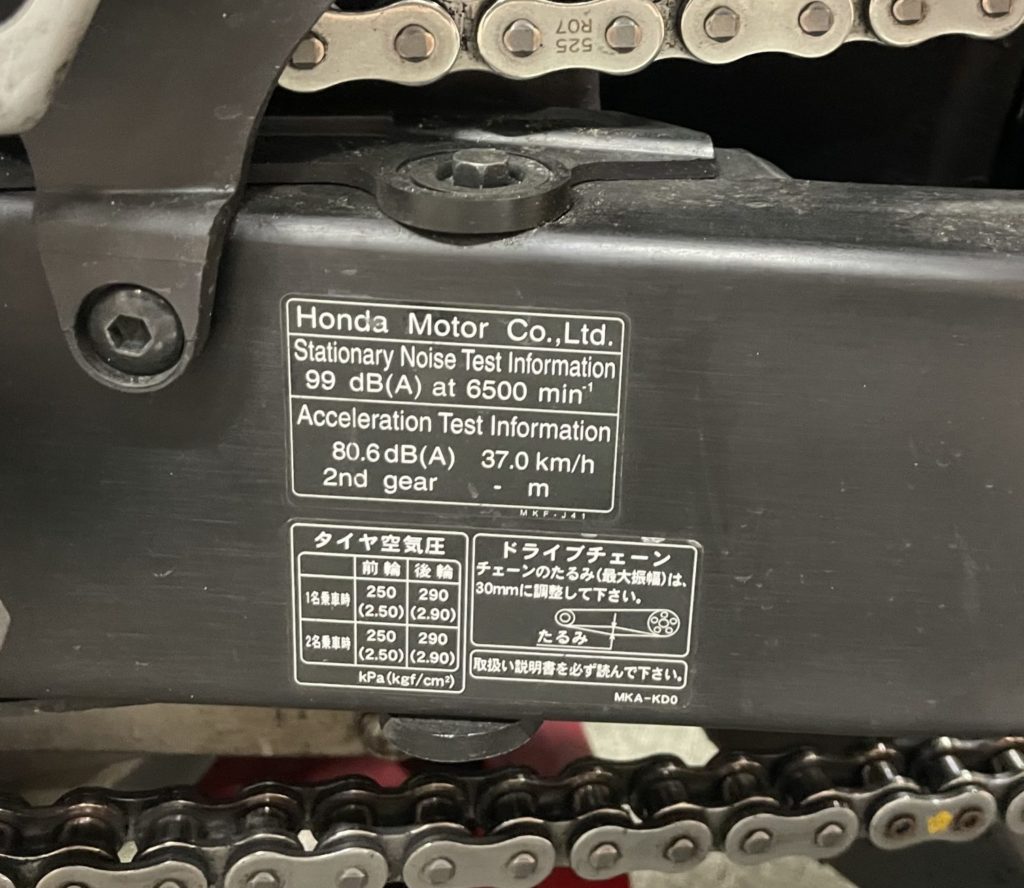 525
R07
Honda Motor Co.,Ltd.
Stationary Noise Test Information
99 dB(A) at 6500 min⁻¹
Acceleration Test Information
80.6 dB(A) 37.0 km/h
2nd gear - m
MKF-J41
タイヤ空気圧
前輪 後輪
1名乗車時 250 (2.50) 290 (2.90)
2名乗車時 250 (2.50) 290 (2.90)
kPa(kgf/cm²)
ドライブチェーン
チェーンのたるみ(最大振幅)は、
30mmに調整して下さい。
たるみ
取扱い説明書を必ず読んで下さい。
MKA-KD0